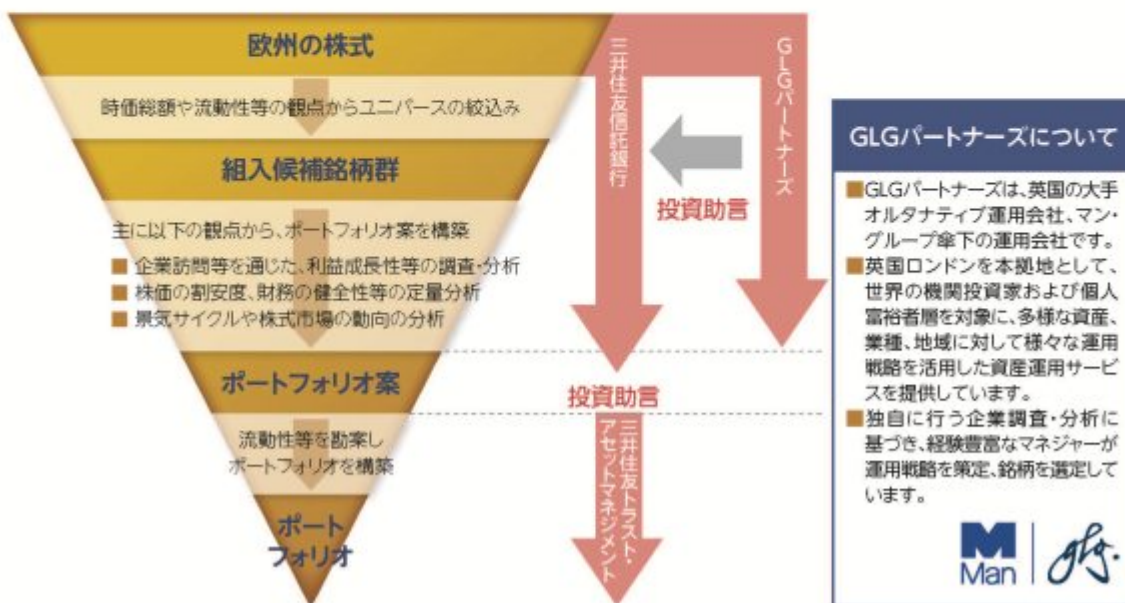 欧州の株式
時価総額や流動性等の観点からユニバースの絞込み
組入候補銘柄群
主に以下の観点から、ポートフォリオ案を構築
■ 企業訪問等を通じた、利益成長性等の調査・分析
■ 株価の割安度、財務の健全性等の定量分析
■ 景気サイクルや株式市場の動向の分析
ポートフォリオ案
流動性等を勘案し
ポートフォリオを構築
ポート
フォリオ
三井住友信託銀行
GLGパートナーズ
投資助言
投資助言
三井住友トラスト・
アセットマネジメント
GLGパートナーズについて
■GLGパートナーズは、英国の大手
オルタナティブ運用会社、マン・
グループ傘下の運用会社です。
■英国ロンドンを本拠地として、
世界の機関投資家および個人
富裕者層を対象に、多様な資産、
業種、地域に対して様々な運用
戦略を活用した資産運用サービ
スを提供しています。
■独自に行う企業調査・分析に
基づき、経験豊富なマネジャーが
運用戦略を策定、銘柄を選定して
います。
M
Man
glg.